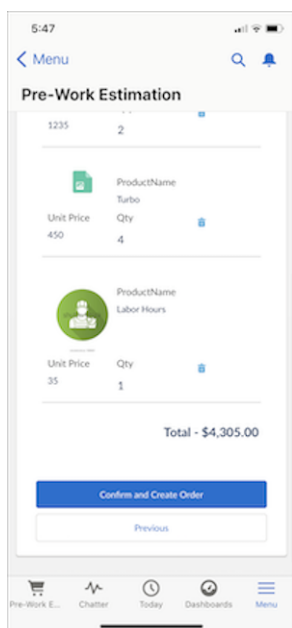 5:47
Menu
Pre-Work Estimation
1235
2
ProductName
Turbo
Unit Price
Qty
450
4
ProductName
Labor Hours
Unit Price
Qty
35
1
Total - $4,305.00
Confirm and Create Order
Previous
Pre-Work E...
Chatter
Today
Dashboards
Menu